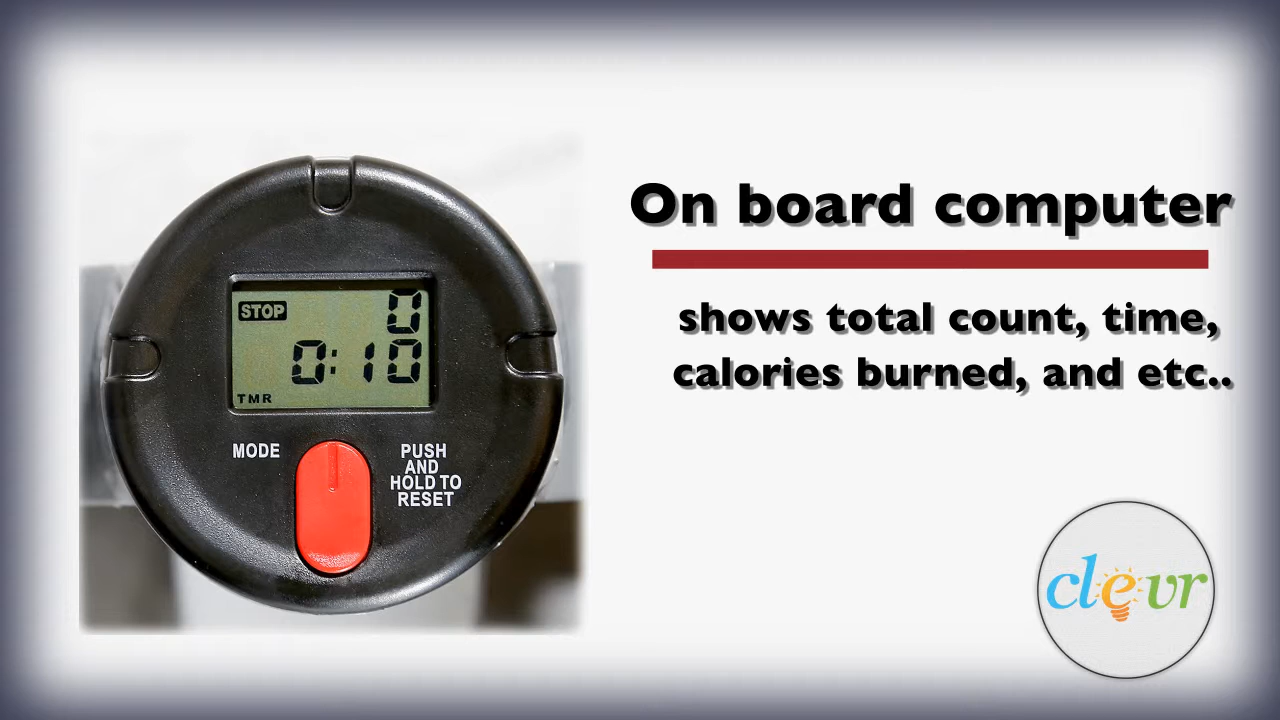 On board computer
shows total count, time,
calories burned, and etc..
STOP
0
0:10
TMR
MODE
PUSH
AND
HOLD TO
RESET
clevr